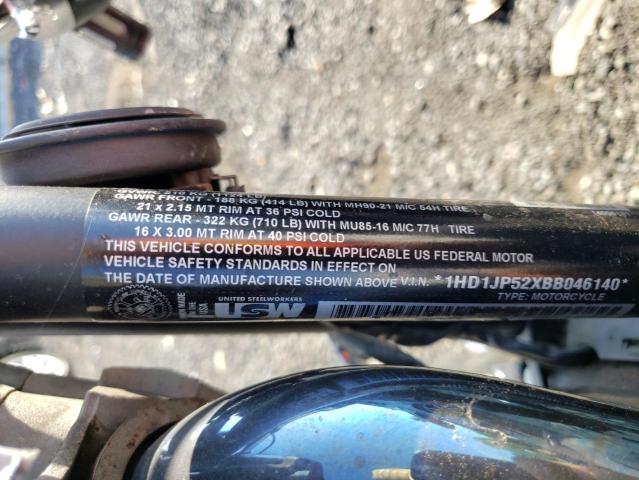 GAWR FRONT - 188 KG (414 LB) WITH MH90-21 M/C 54H TIRE
21 x 2.15 MT RIM AT 36 PSI COLD
GAWR REAR - 322 KG (710 LB) WITH MU85-16 M/C 77H TIRE
16 X 3.00 MT RIM AT 40 PSI COLD
THIS VEHICLE CONFORMS TO ALL APPLICABLE US FEDERAL MOTOR
VEHICLE SAFETY STANDARDS IN EFFECT ON
THE DATE OF MANUFACTURE SHOWN ABOVE V.I.N. *1HD1JP52XBB046140*
TYPE: MOTORCYCLE
MADE
IN THE
U.S.A.
UNITED STEELWORKERS
USW